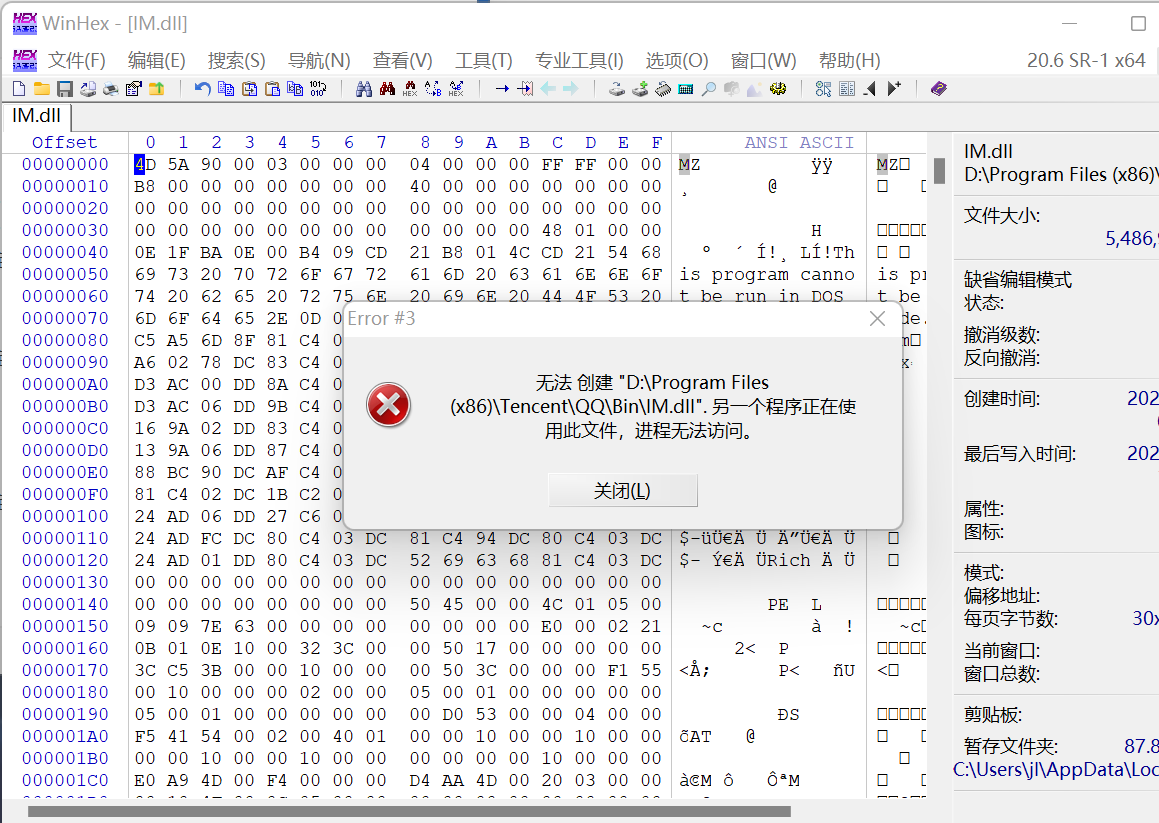 WinHex - [IM.dll]
文件(F) 编辑(E) 搜索(S) 导航(N) 查看(V) 工具(T) 专业工具(I) 选项(O) 窗口(W) 帮助(H) 20.6 SR-1 x64
IM.dll
Offset 0 1 2 3 4 5 6 7 8 9 A B C D E F ANSI ASCII
00000000 4D 5A 90 00 03 00 00 00 04 00 00 00 FF FF 00 00 MZ ÿÿ MZ
00000010 B8 00 00 00 00 00 00 00 40 00 00 00 00 00 00 00 ¸ @
00000020 00 00 00 00 00 00 00 00 00 00 00 00 00 00 00 00
00000030 00 00 00 00 00 00 00 00 00 00 00 00 48 01 00 00 H
00000040 0E 1F BA 0E 00 B4 09 CD 21 B8 01 4C CD 21 54 68 º ´ Í!¸ LÍ!Th
00000050 69 73 20 70 72 6F 67 72 61 6D 20 63 61 6E 6E 6F is program canno is pr
00000060 74 20 62 65 20 72 75 6E 20 69 6E 20 44 4F 53 20 t be run in DOS t be
00000070 6D 6F 64 65 2E 0D 0 de.
00000080 C5 A5 6D 8F 81 C4 0 m
00000090 A6 02 78 DC 83 C4 0 x
000000A0 D3 AC 00 DD 8A C4 0
000000B0 D3 AC 06 DD 9B C4 0
000000C0 16 9A 02 DD 83 C4 0
000000D0 13 9A 06 DD 87 C4 0
000000E0 88 BC 90 DC AF C4 0
000000F0 81 C4 02 DC 1B C2 0
00000100 24 AD 06 DD 27 C6 0
00000110 24 AD FC DC 80 C4 03 DC 81 C4 94 DC 80 C4 03 DC $-üÜ€Ä Ü Ä”Ü€Ä Ü
00000120 24 AD 01 DD 80 C4 03 DC 52 69 63 68 81 C4 03 DC $- Ý€Ä ÜRich Ä Ü
00000130 00 00 00 00 00 00 00 00 00 00 00 00 00 00 00 00
00000140 00 00 00 00 00 00 00 00 50 45 00 00 4C 01 05 00 PE L
00000150 09 09 7E 63 00 00 00 00 00 00 00 00 E0 00 02 21 ~c à ! ~c
00000160 0B 01 0E 10 00 32 3C 00 00 50 17 00 00 00 00 00 2< P
00000170 3C C5 3B 00 00 10 00 00 00 50 3C 00 00 00 F1 55 <Å; P< ñU <
00000180 00 10 00 00 00 02 00 00 05 00 01 00 00 00 00 00
00000190 05 00 01 00 00 00 00 00 00 D0 53 00 00 04 00 00 ÐS
000001A0 F5 41 54 00 02 00 40 01 00 00 10 00 00 10 00 00 õAT @
000001B0 00 00 10 00 00 10 00 00 00 00 00 00 10 00 00 00
000001C0 E0 A9 4D 00 F4 00 00 00 D4 AA 4D 00 20 03 00 00 à©M ô ÔªM
Error #3
无法 创建 "D:\Program Files
(x86)\Tencent\QQ\Bin\IM.dll". 另一个程序正在使
用此文件，进程无法访问。
关闭(L)
IM.dll
D:\Program Files (x86)\
文件大小:
5,486,9
缺省编辑模式
状态:
撤消级数:
反向撤消:
创建时间: 202
最后写入时间: 202
属性:
图标:
模式:
偏移地址:
每页字节数: 30x
当前窗口:
窗口总数:
剪贴板:
暂存文件夹: 87.8
C:\Users\jl\AppData\Loc